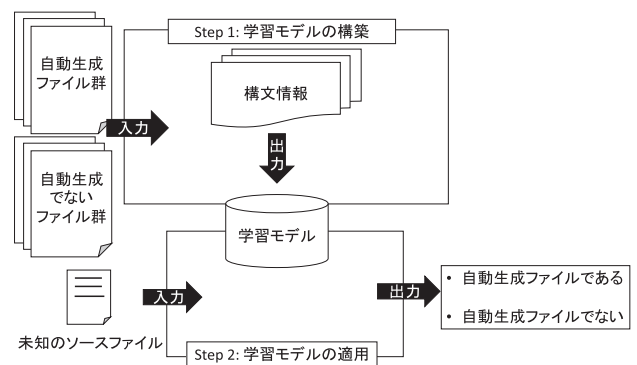 Step 1: 学習モデルの構築
自動生成
ファイル群
構文情報
入力
出
力
自動生成
でない
ファイル群
学習モデル
入力
出力
• 自動生成ファイルである
• 自動生成ファイルでない
未知のソースファイル
Step 2: 学習モデルの適用